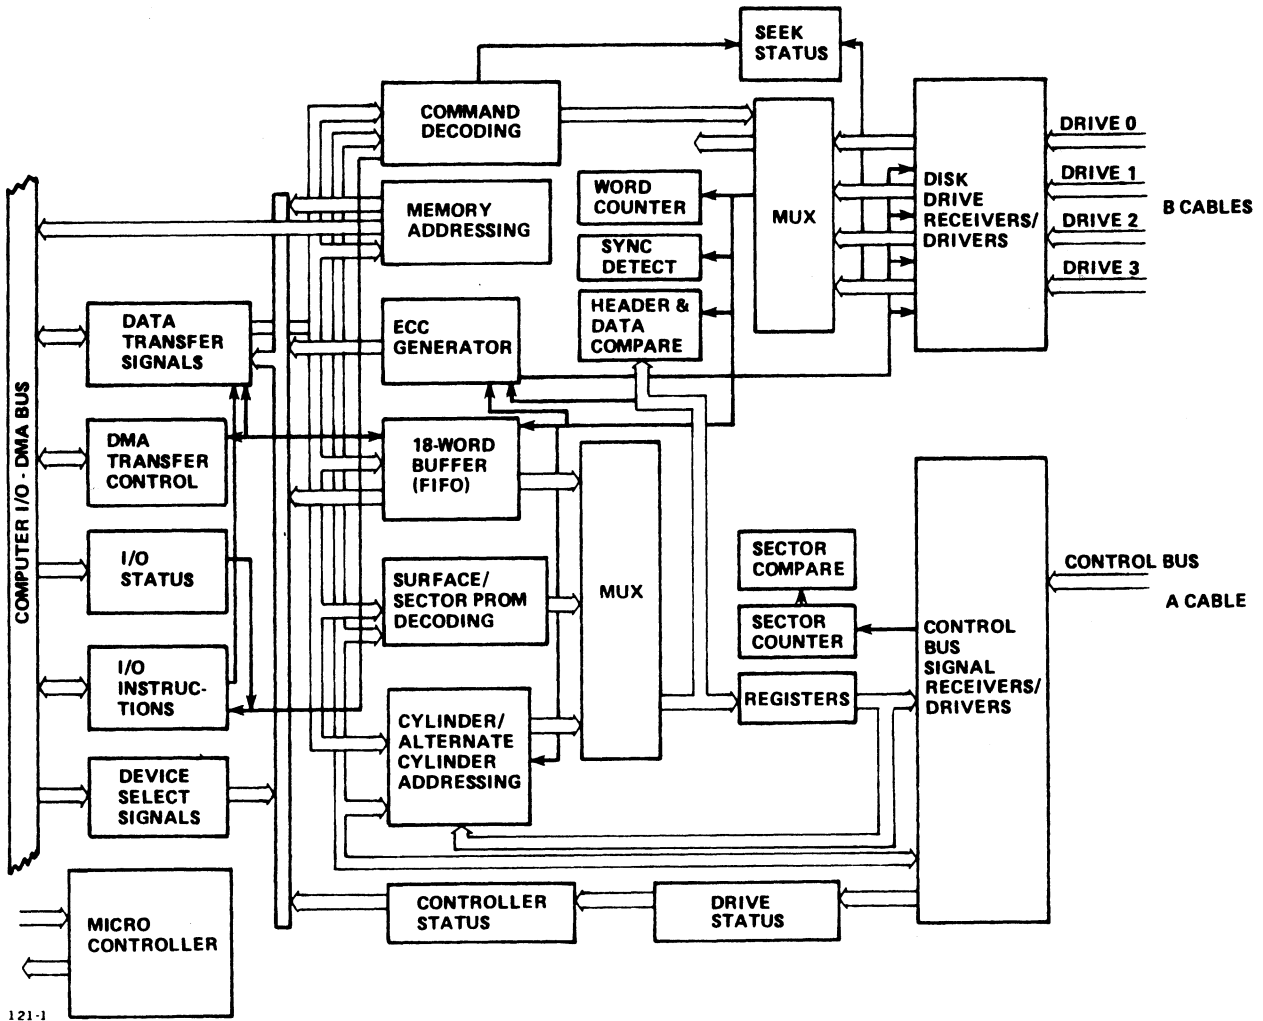 SEEK
STATUS
COMMAND
DECODING
DRIVE 0
DRIVE 1
DRIVE 2
DRIVE 3
B CABLES
DISK
DRIVE
RECEIVERS/
DRIVERS
MUX
WORD
COUNTER
SYNC
DETECT
HEADER &
DATA
COMPARE
MEMORY
ADDRESSING
COMPUTER I/O - DMA BUS
DATA
TRANSFER
SIGNALS
ECC
GENERATOR
DMA
TRANSFER
CONTROL
18-WORD
BUFFER
(FIFO)
I/O
STATUS
SURFACE/
SECTOR PROM
DECODING
MUX
SECTOR
COMPARE
SECTOR
COUNTER
CONTROL BUS
A CABLE
CONTROL
BUS
SIGNAL
RECEIVERS/
DRIVERS
I/O
INSTRUC-
TIONS
REGISTERS
CYLINDER/
ALTERNATE
CYLINDER
ADDRESSING
DEVICE
SELECT
SIGNALS
CONTROLLER
STATUS
DRIVE
STATUS
MICRO
CONTROLLER
121-1